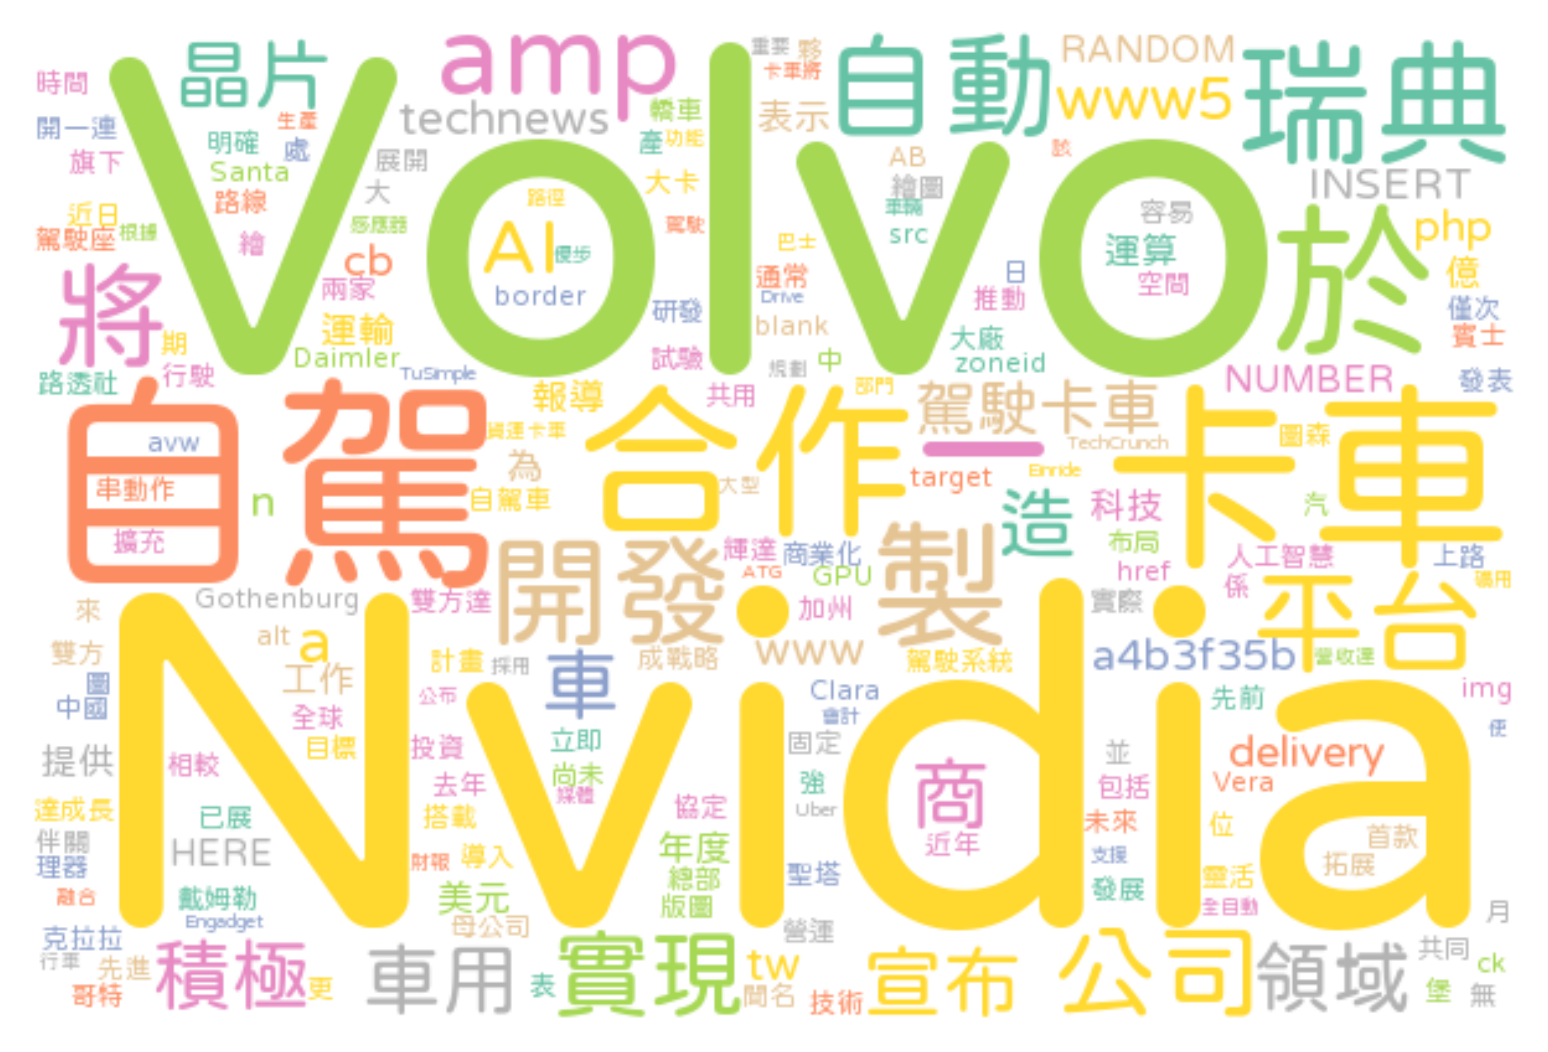 晶片
amp
重要
夥
卡車將
自動
RANDOM
瑞典
時間
technews
轎車
表示
www5
開一連
生產
明確
處
產
功能
該
旗下
展開
AB
Santa
大
大卡
繪圖
INSERT
路線
路徑
車輛
容易
近日
根據
感應器
駕駛
src
php
駕駛座
繪
AI
優步
巴士
運算
於
將
cb
通常
日
空間
億
兩家
border
Drive
推動
Volvo
運輸
研發
blank
僅次
期
大廠
賓士
Daimler
試驗
規劃
中
zoneid
路透社
行駛
TuSimple
NUMBER
發表
報導
共用
部門
駕駛卡車
自駕
合作
卡車
貨運卡車
一
TechCrunch
圖森
avw
為
Einride
target
串動作
n
自駕車
大型
造
科技
汽
擴充
輝達
商業化
布局
人工智慧
上路
開發
製
ATG
GPU
href
係
礦用
Gothenburg
雙方達
加州
實際
平台
來
alt
a
雙方
工作
計畫
採用
車
成戰略
www
駕駛系統
a4b3f35b
營收達
圖
中國
公布
Clara
先前
img
全球
會計
便
Nvidia
提供
目標
投資
立即
固定
並
delivery
相較
去年
尚未
媒體
強
包括
Vera
達成長
已展
搭載
協定
Uber
商
未來
位
首款
伴關
HERE
年度
近年
理器
財報
導入
聖塔
支援
拓展
融合
戴姆勒
美元
總部
發展
靈活
Engadget
版圖
全自動
月
克拉拉
母公司
營運
行車
先進
積極
車用
實現
tw
宣布
公司
領域
共同
ck
哥特
更
表
聞名
技術
堡
無